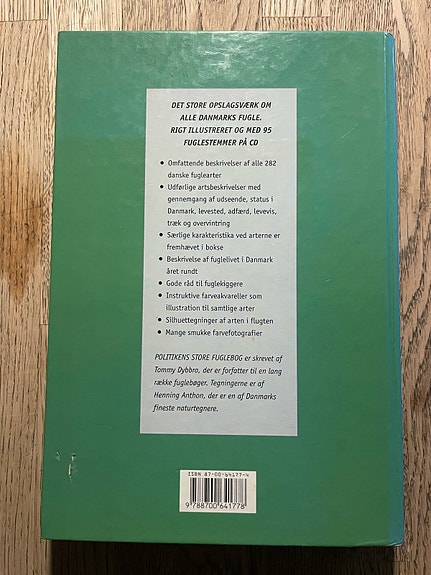 DET STORE OPSLAGSVÆRK OM
ALLE DANMARKS FUGLE.
RIGT ILLUSTRERET OG MED 95
FUGLESTEMMER PÅ CD
• Omfattende beskrivelser af alle 282
danske fuglearter
• Udførlige artsbeskrivelser med
gennemgang af udseende, status i
Danmark, levested, adfærd, levevis,
træk og overvintring
• Særlige karakteristika ved arterne er
fremhævet i bokse
• Beskrivelse af fuglelivet i Danmark
året rundt
• Gode råd til fuglekiggere
• Instruktive farveakvareller som
illustration til samtlige arter
• Silhuettegninger af arten i flugten
• Mange smukke farvefotografier
POLITIKENS STORE FUGLEBOG er skrevet af
Tommy Dybbro, der er forfatter til en lang
række fuglebøger. Tegningerne er af
Henning Anthon, der er en af Danmarks
fineste naturtegnere.
ISBN 87-00-64177-4
9 788700 641778